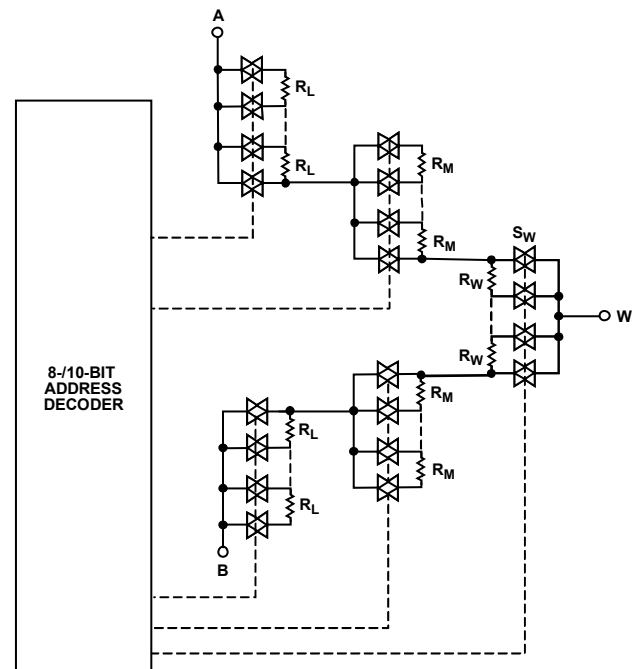 A
R_L
R_L
R_M
R_M
S_W
R_W
W
R_W
8-/10-BIT
ADDRESS
DECODER
R_M
R_L
R_M
R_L
B